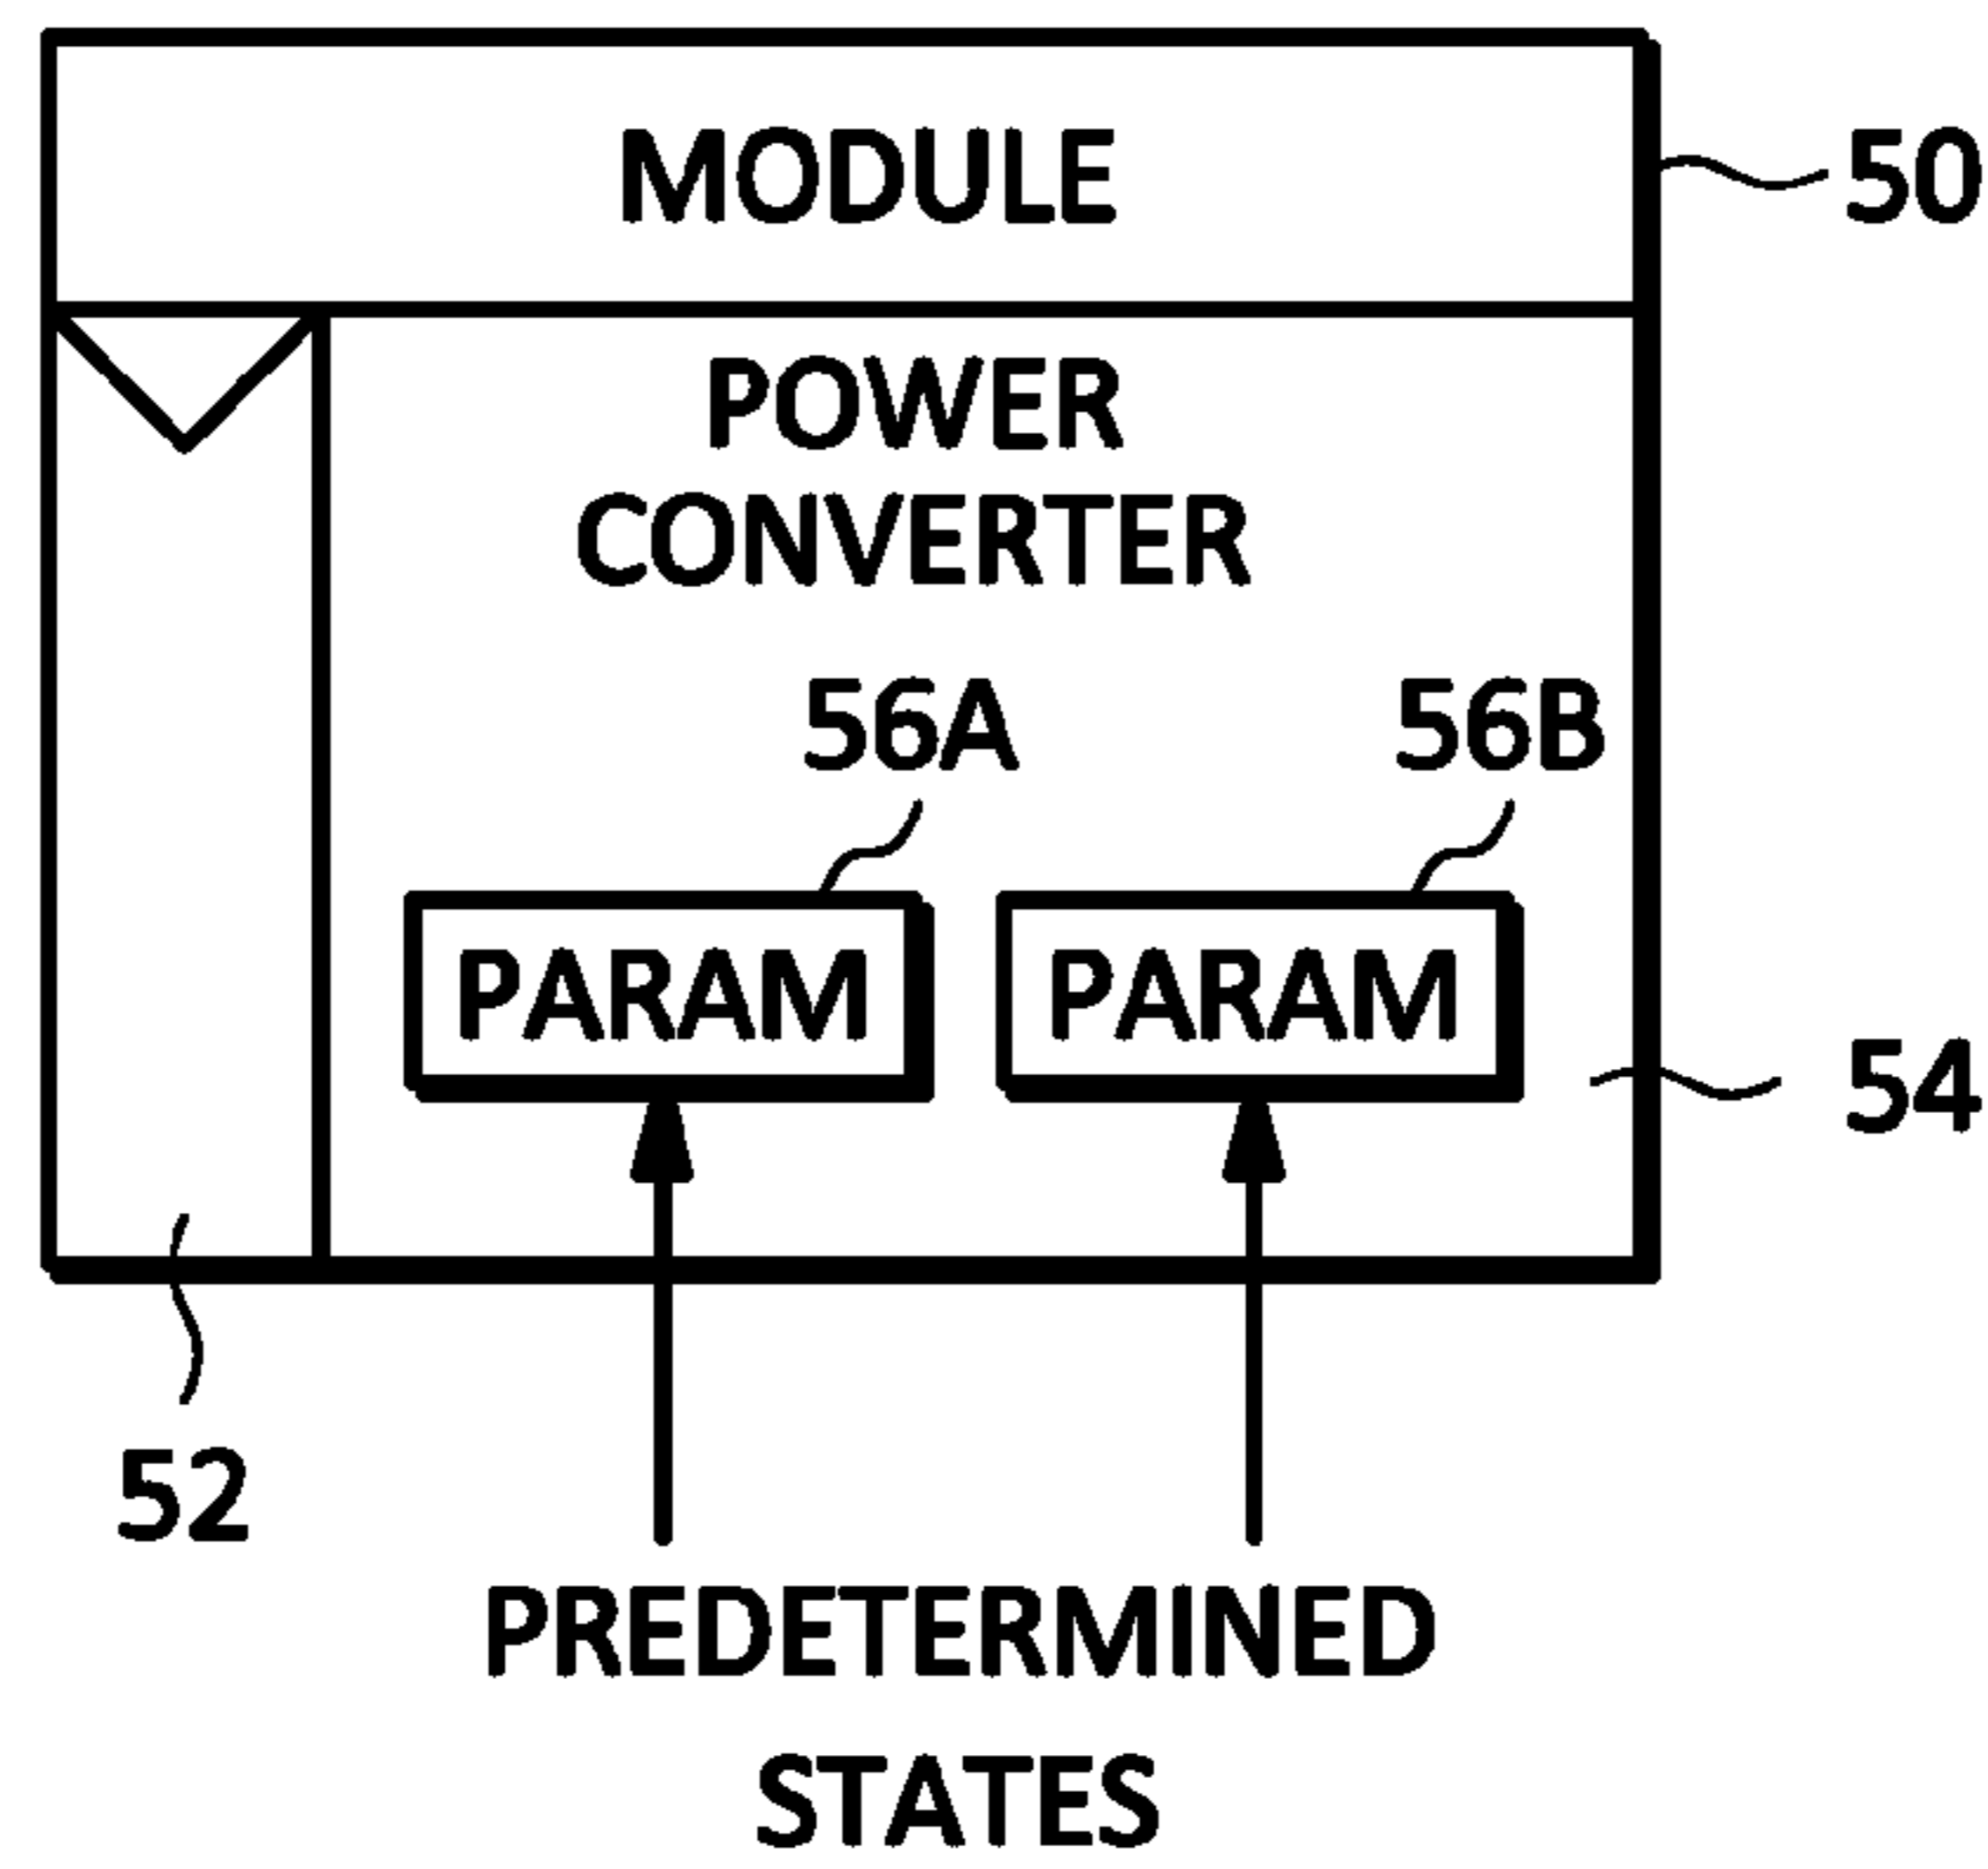 MODULE
50
POWER
CONVERTER
56A
56B
PARAM
PARAM
54
52
PREDETERMINED
STATES